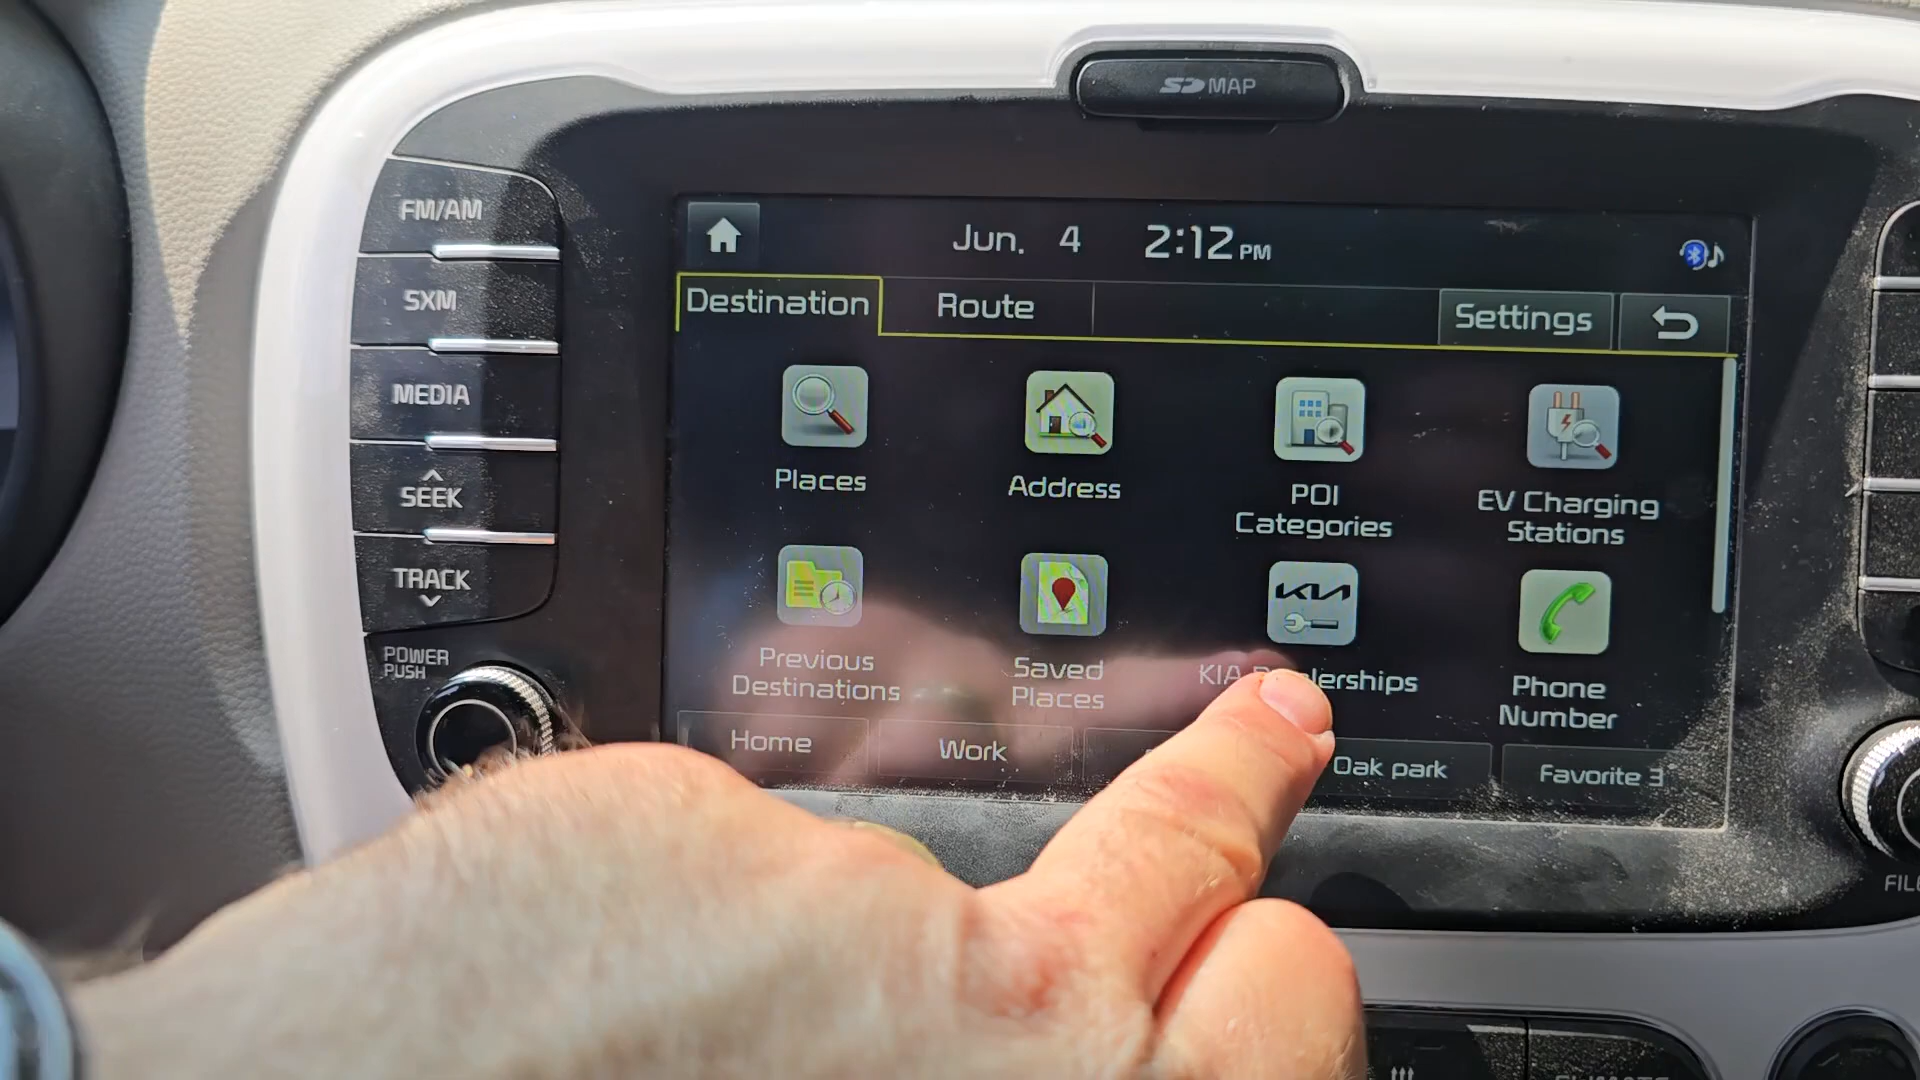 SD MAP
FM/AM
SXM
MEDIA
SEEK
TRACK
POWER
PUSH
Jun. 4 2:12 PM
Destination Route Settings
Places
Address
POI
Categories
EV Charging
Stations
Previous
Destinations
Saved
Places
KIA
KIA
Phone
Number
Home Work Oak park Favorite 3